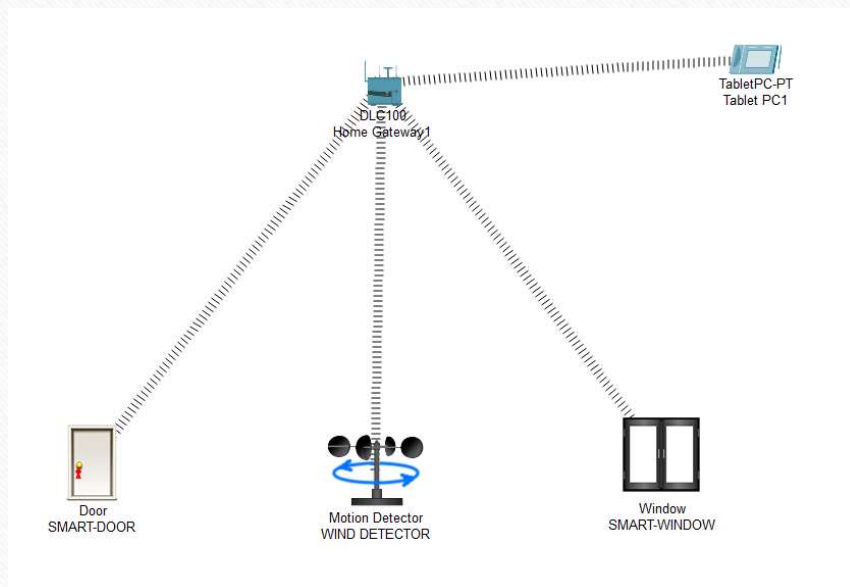 DLC100
Home Gateway1
TabletPC-PT
Tablet PC1
Door
SMART-DOOR
Motion Detector
WIND DETECTOR
Window
SMART-WINDOW